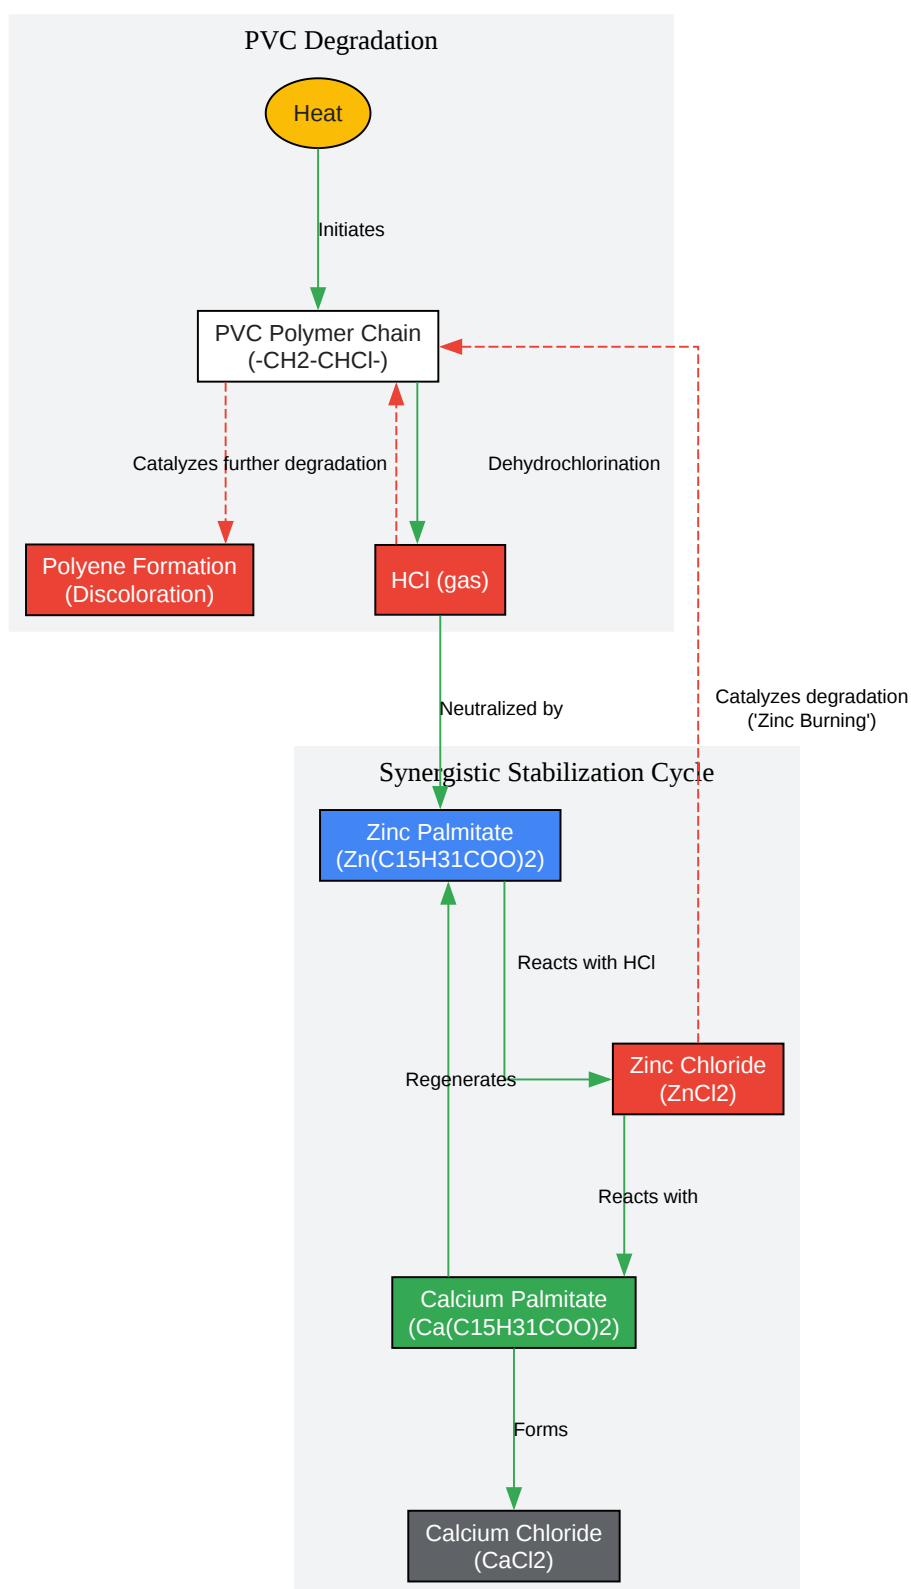 PVC Degradation
Heat
Initiates
PVC Polymer Chain
(-CH2-CHCl-)
Catalyzes further degradation
Dehydrochlorination
Polyene Formation
(Discoloration)
HCl (gas)
Catalyzes degradation
('Zinc Burning')
Neutralized by
Synergistic Stabilization Cycle
Zinc Palmitate
(Zn(C15H31COO)2)
Reacts with HCl
Regenerates
Zinc Chloride
(ZnCl2)
Reacts with
Calcium Palmitate
(Ca(C15H31COO)2)
Forms
Calcium Chloride
(CaCl2)